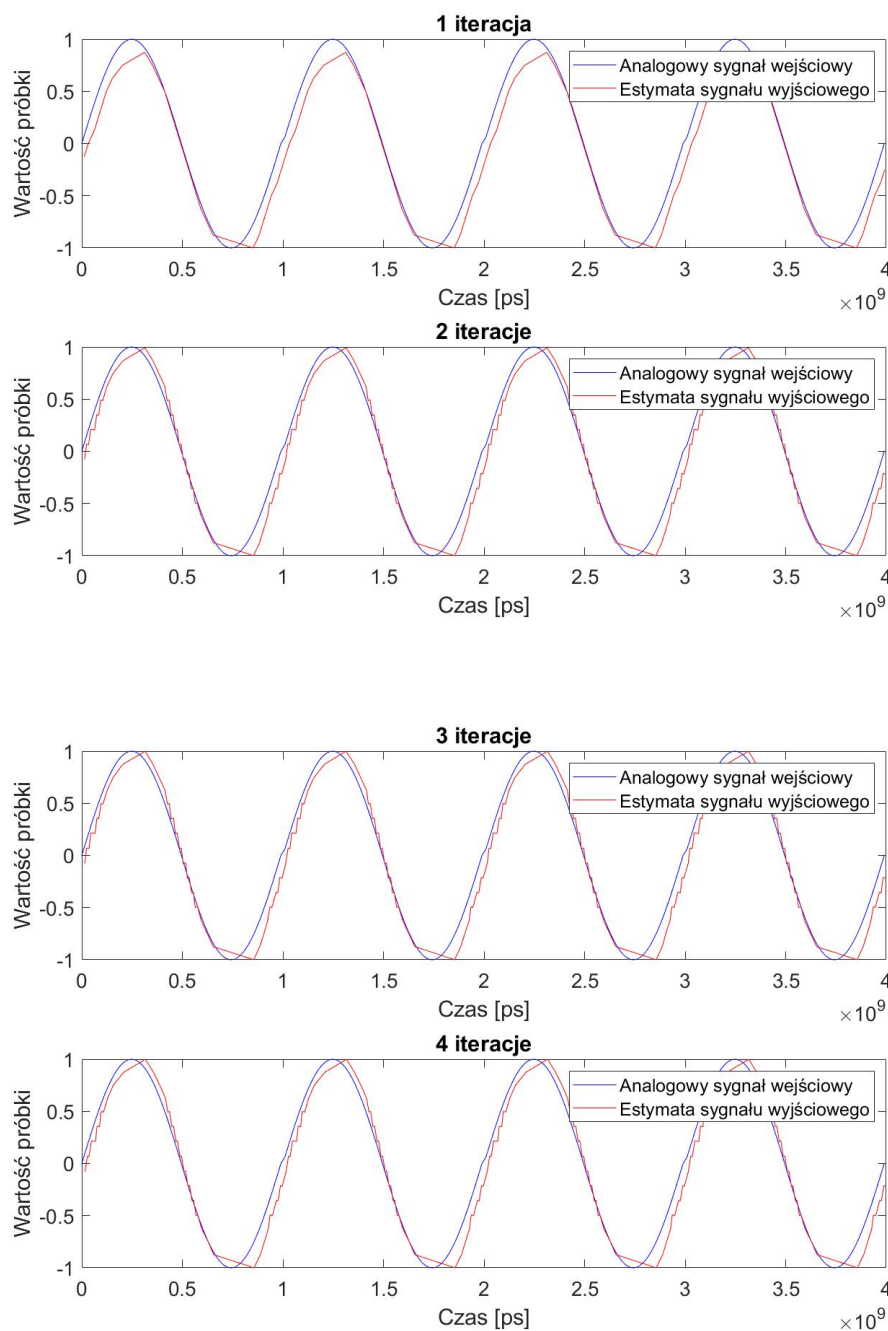 1 iteracja
Analogowy sygnał wejściowy
Estymata sygnału wyjściowego
Wartość próbki
1
0.5
0
-0.5
-1
0 0.5 1 1.5 2 2.5 3 3.5 4
Czas [ps]
×10^9
2 iteracje
Analogowy sygnał wejściowy
Estymata sygnału wyjściowego
Wartość próbki
1
0.5
0
-0.5
-1
0 0.5 1 1.5 2 2.5 3 3.5 4
Czas [ps]
×10^9
3 iteracje
Analogowy sygnał wejściowy
Estymata sygnału wyjściowego
Wartość próbki
1
0.5
0
-0.5
-1
0 0.5 1 1.5 2 2.5 3 3.5 4
Czas [ps]
×10^9
4 iteracje
Analogowy sygnał wejściowy
Estymata sygnału wyjściowego
Wartość próbki
1
0.5
0
-0.5
-1
0 0.5 1 1.5 2 2.5 3 3.5 4
Czas [ps]
×10^9